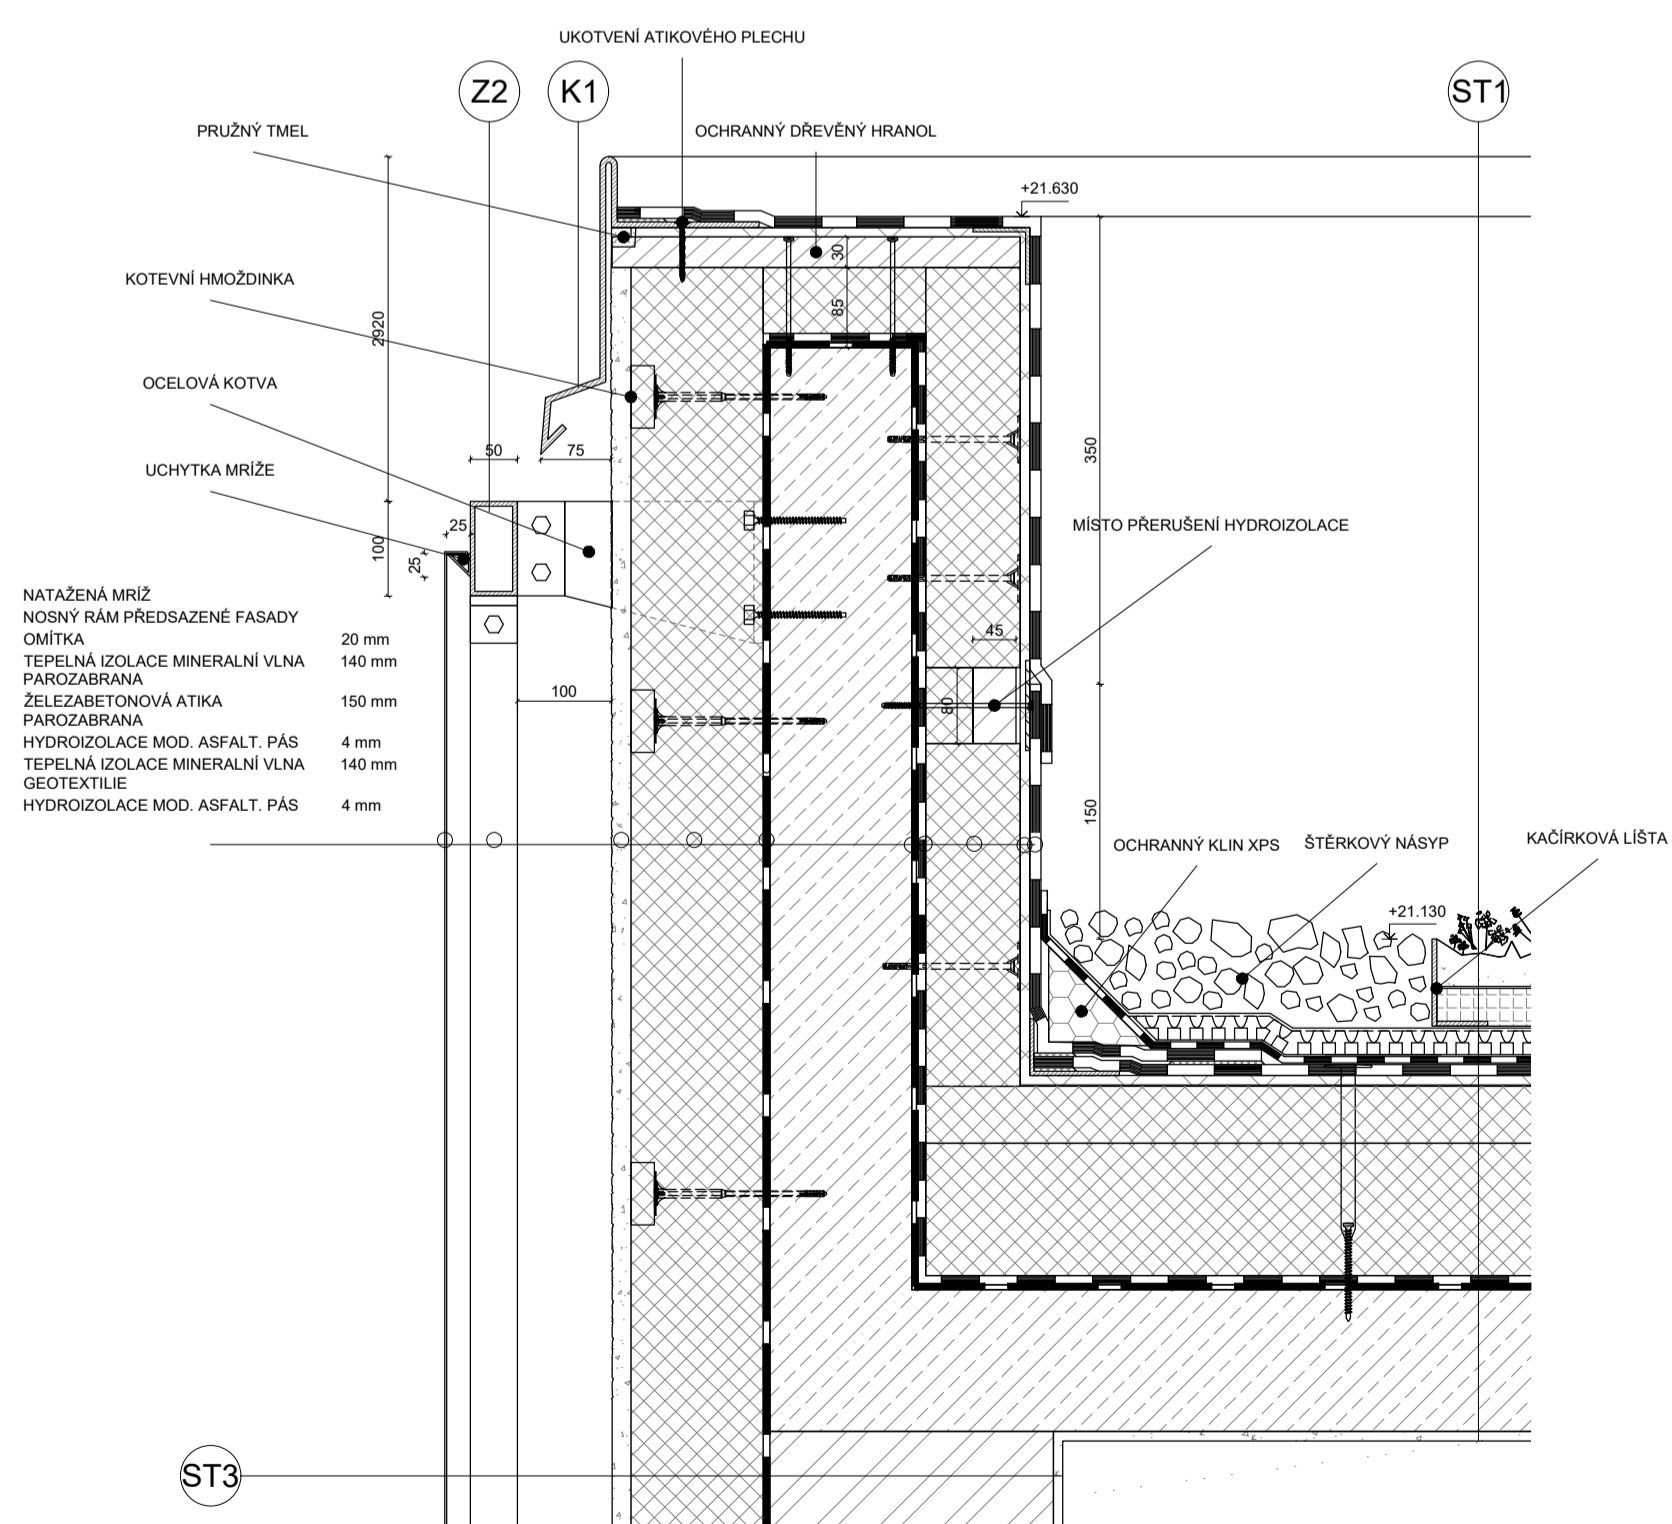 UKOTVENÍ ATIKOVÉHO PLECHU
Z2
K1
ST1
PRUŽNÝ TMEL
OCHRANNÝ DŘEVĚNÝ HRANOL
+21.630
30
KOTEVNÍ HMOŽDINKA
85
2920
OCELOVÁ KOTVA
50
75
350
UCHYTKA MRÍŽE
25
100
25
MÍSTO PŘERUŠENÍ HYDROIZOLACE
NATAŽENÁ MRÍŽ
NOSNÝ RÁM PŘEDSAZENÉ FASADY
OMÍTKA 20 mm
TEPELNÁ IZOLACE MINERALNÍ VLNA 140 mm
PAROZABRANA
ŽELEZABETONOVÁ ATIKA 150 mm
PAROZABRANA
HYDROIZOLACE MOD. ASFALT. PÁS 4 mm
TEPELNÁ IZOLACE MINERALNÍ VLNA 140 mm
GEOTEXTILIE
HYDROIZOLACE MOD. ASFALT. PÁS 4 mm
45
100
80
150
OCHRANNÝ KLIN XPS
ŠTĚRKOVÝ NÁSYP
KAČÍRKOVÁ LÍŠTA
+21.130
ST3